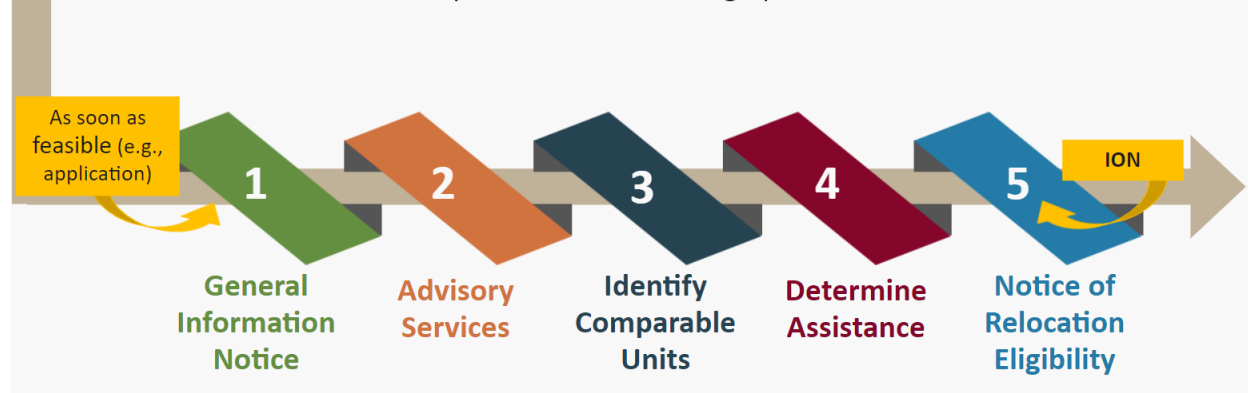 As soon as
feasible (e.g.,
application)
1
2
3
4
5
ION
General
Information
Notice
Advisory
Services
Identify
Comparable
Units
Determine
Assistance
Notice of
Relocation
Eligibility